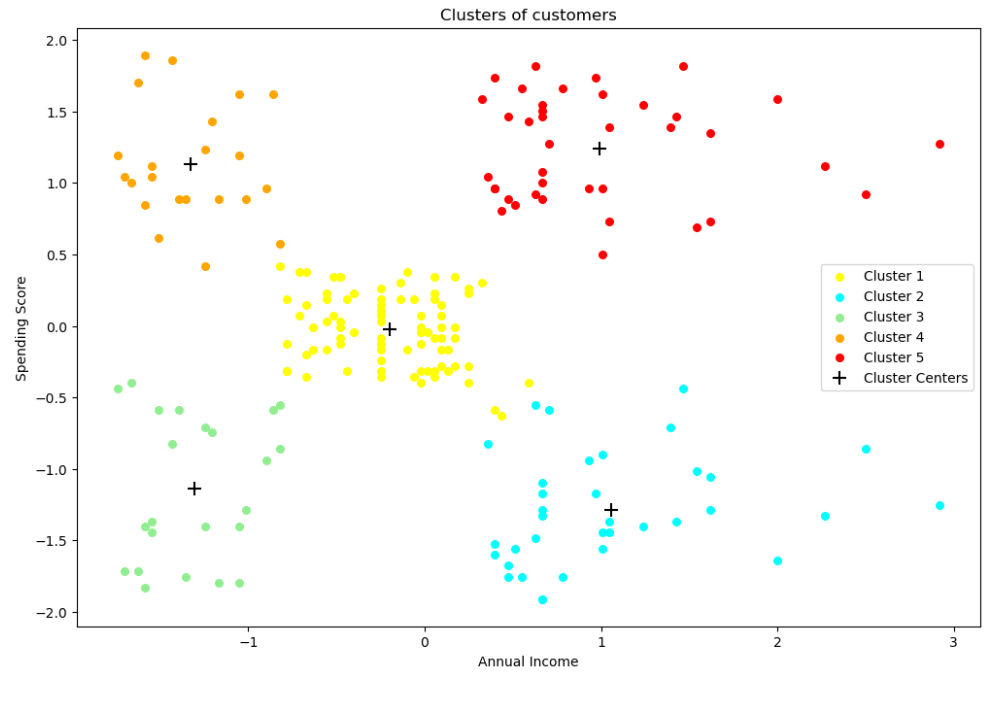 Clusters of customers
2.0
1.5
1.0
0.5
0.0
−0.5
−1.0
−1.5
−2.0
Spending Score
Cluster 1
Cluster 2
Cluster 3
Cluster 4
Cluster 5
Cluster Centers
−1
0
1
2
3
Annual Income